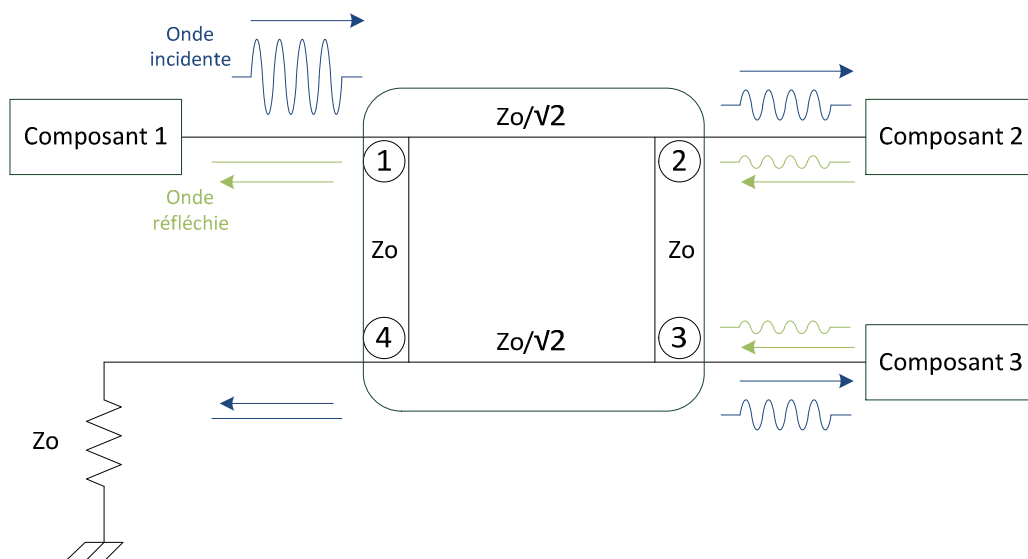 Onde
incidente
Composant 1
Zo/√2
Composant 2
1
2
Onde
réfléchie
Zo
Zo
4
Zo/√2
3
Composant 3
Zo